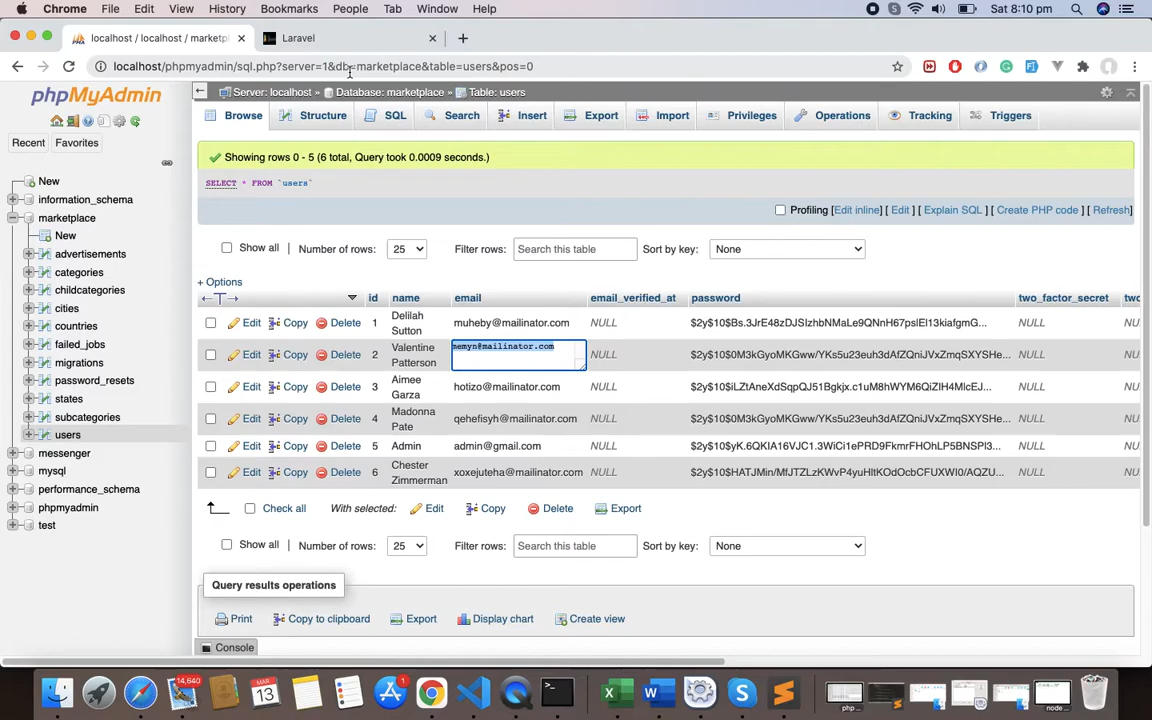 Chrome File Edit View History Bookmarks People Tab Window Help Sat 8:10 pm
localhost / localhost / marketpl Laravel
localhost/phpmyadmin/sql.php?server=1&db=marketplace&table=users&pos=0
phpMyAdmin
Recent Favorites
New
information_schema
marketplace
New
advertisements
categories
childcategories
cities
countries
failed_jobs
migrations
password_resets
states
subcategories
users
messenger
mysql
performance_schema
phpmyadmin
test
Server: localhost » Database: marketplace » Table: users
Browse Structure SQL Search Insert Export Import Privileges Operations Tracking Triggers
Showing rows 0 - 5 (6 total, Query took 0.0009 seconds.)
SELECT * FROM `users`
Profiling [Edit inline] [ Edit ] [ Explain SQL ] [ Create PHP code ] [ Refresh]
Show all Number of rows: 25 Filter rows: Search this table Sort by key: None
+ Options
←T→ id name email email_verified_at password two_factor_secret two
Edit Copy Delete 1 Delilah Sutton muheby@mailinator.com NULL NULL
Edit Copy Delete 2 Valentine Patterson memyn@mailinator.com NULL NULL
Edit Copy Delete 3 Aimee Garza hotizo@mailinator.com NULL NULL
Edit Copy Delete 4 Madonna Pate qehefisyh@mailinator.com NULL NULL
Edit Copy Delete 5 Admin admin@gmail.com NULL NULL
Edit Copy Delete 6 Chester Zimmerman xoxejuteha@mailinator.com NULL NULL
Check all With selected: Edit Copy Delete Export
Show all Number of rows: 25 Filter rows: Search this table Sort by key: None
Query results operations
Print Copy to clipboard Export Display chart Create view
Console
14,640
MAR
13
1